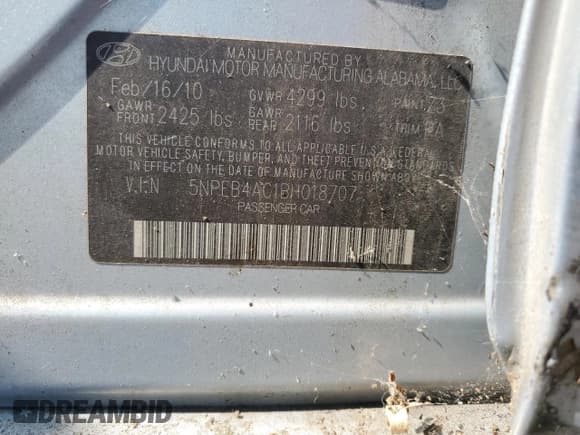 MANUFACTURED BY
HYUNDAI MOTOR MANUFACTURING ALABAMA, LLC
Feb/16/10 GVWR 4299 lbs. PAINT Z3
GAWR FRONT 2425 lbs GAWR REAR 2116 lbs TRIM
THIS VEHICLE CONFORMS TO ALL APPLICABLE U.S.A FEDERAL
MOTOR VEHICLE SAFETY, BUMPER, AND THEFT PREVENTION STANDARDS
IN EFFECT ON THE DATE OF MANUFACTURE SHOWN ABOVE
V.I.N 5NPEB4AC1BH018707
PASSENGER CAR
DREAMBID